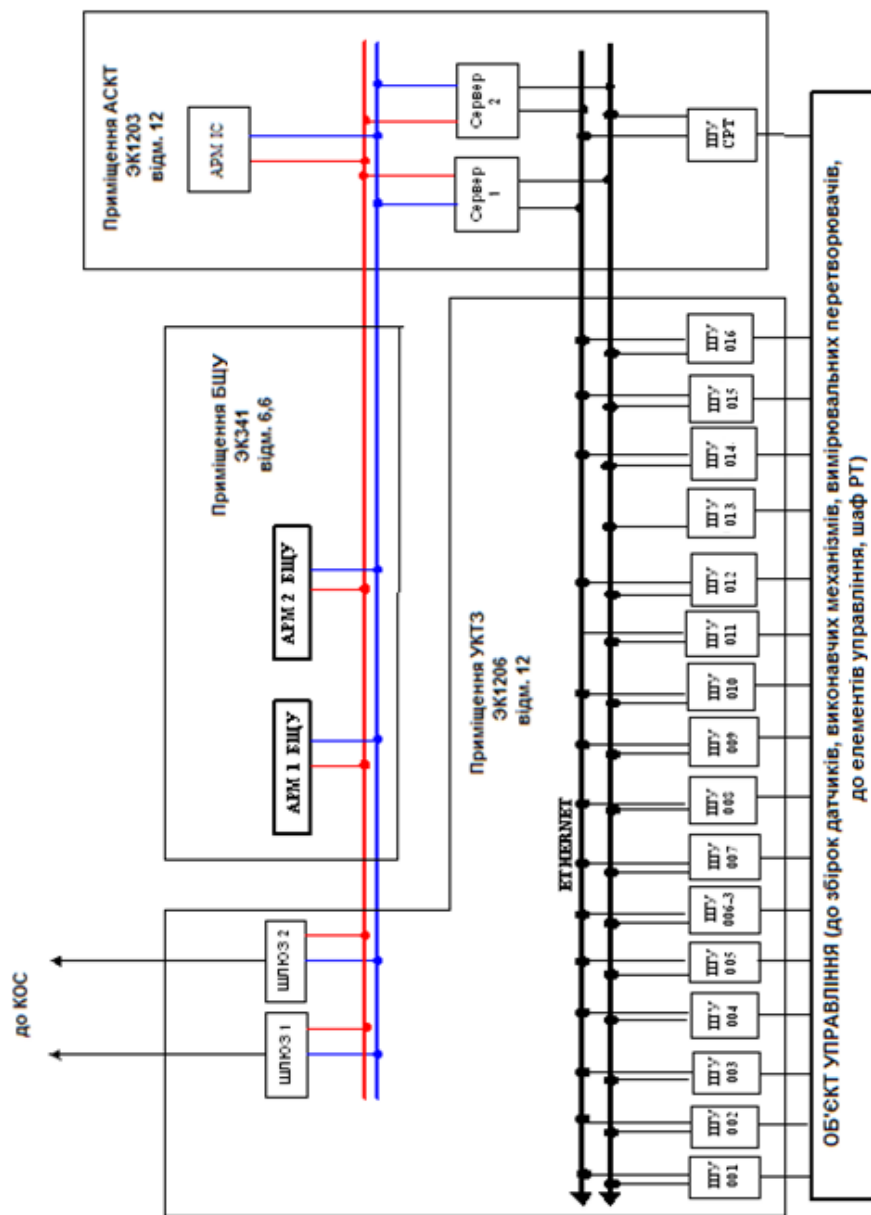 до КОС
ШЛЮЗ 1
ШЛЮЗ 2
Приміщення БЩУ
ЭК341
відм. 6,6
АРМ 1 БЩУ
АРМ 2 БЩУ
Приміщення АСКТ
ЭК1203
відм. 12
АРМ ІС
Сервер
1
Сервер
2
Приміщення УКТЗ
ЭК1206
відм. 12
ETHERNET
ШУ
001
ШУ
002
ШУ
003
ШУ
004
ШУ
005
ШУ
006-3
ШУ
007
ШУ
008
ШУ
009
ШУ
010
ШУ
011
ШУ
012
ШУ
013
ШУ
014
ШУ
015
ШУ
016
ШУ
СРТ
ОБ'ЄКТ УПРАВЛІННЯ (до збірок датчиків, виконавчих механізмів, вимірювальних перетворювачів,
до елементів управління, шаф РТ)